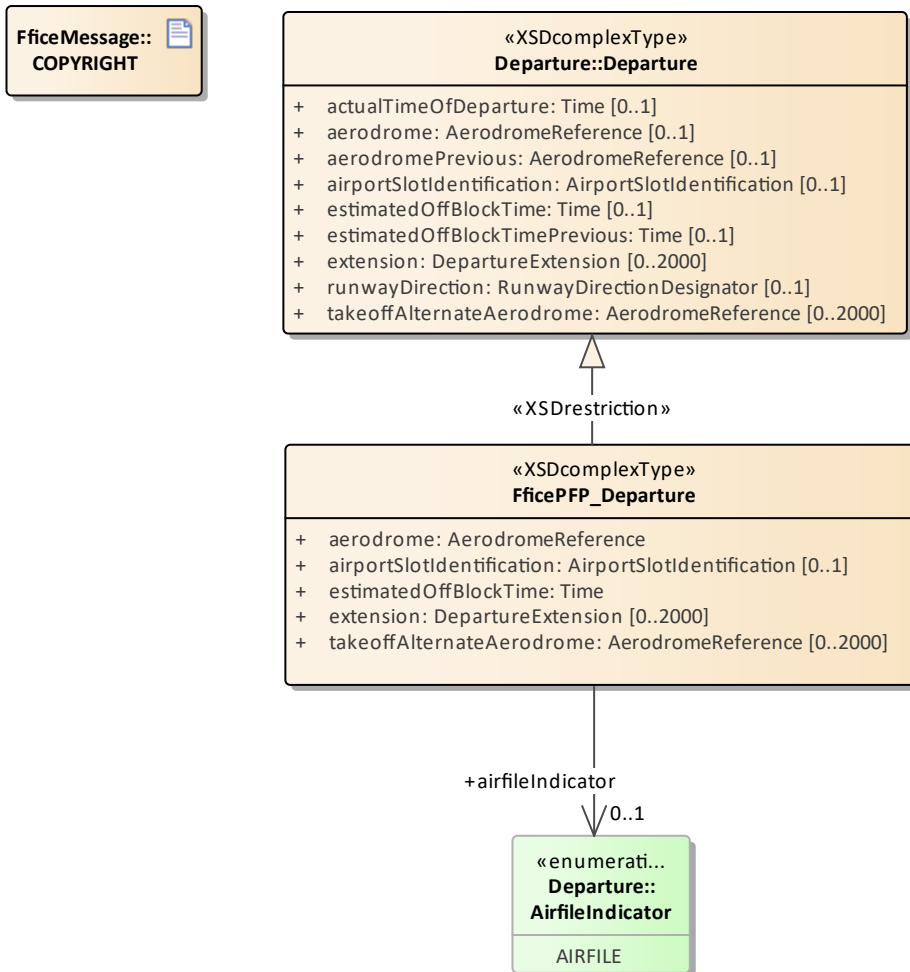 FficeMessage::
COPYRIGHT
«XSDcomplexType»
Departure::Departure
+ actualTimeOfDeparture: Time [0..1]
+ aerodrome: AerodromeReference [0..1]
+ aerodromePrevious: AerodromeReference [0..1]
+ airportSlotIdentification: AirportSlotIdentification [0..1]
+ estimatedOffBlockTime: Time [0..1]
+ estimatedOffBlockTimePrevious: Time [0..1]
+ extension: DepartureExtension [0..2000]
+ runwayDirection: RunwayDirectionDesignator [0..1]
+ takeoffAlternateAerodrome: AerodromeReference [0..2000]
«XSDrestriction»
«XSDcomplexType»
FficePFP_Departure
+ aerodrome: AerodromeReference
+ airportSlotIdentification: AirportSlotIdentification [0..1]
+ estimatedOffBlockTime: Time
+ extension: DepartureExtension [0..2000]
+ takeoffAlternateAerodrome: AerodromeReference [0..2000]
+airfileIndicator
0..1
«enumerati...
Departure::
AirfileIndicator
AIRFILE